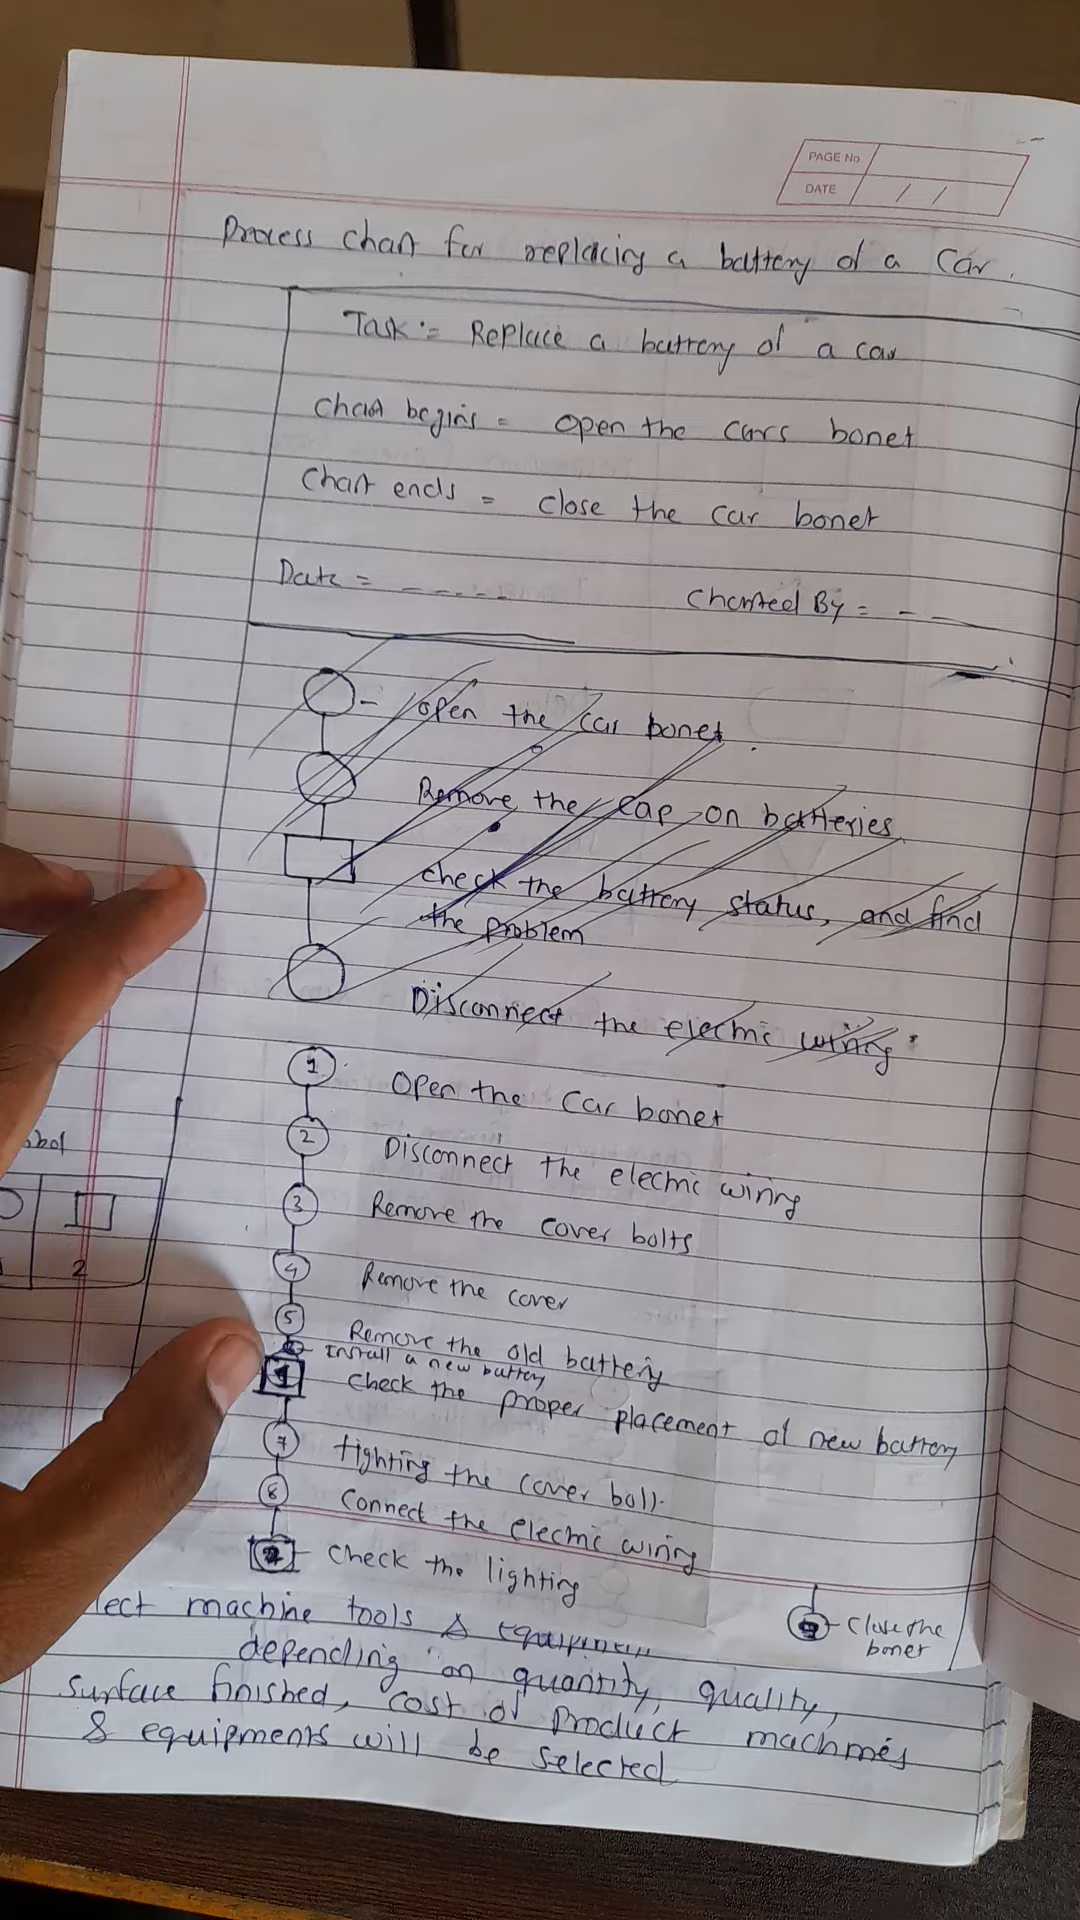 PAGE No
DATE / /
Process chart for replacing a battery of a Car.
Task := Replace a battery of a car
Chart begins = open the cars bonet
Chart ends = close the car bonet
Date = ------ Charted By = - —
- open the car bonet.
Remove the cap on batteries
check the battery status, and find
the problem
Disconnect the electric wiring
1 Open the Car bonet
2 Disconnect the electric wiring
3 Remove the cover bolts
4 Remove the cover
5 Remove the old battery
Install a new battery
1 check the proper placement of new battery
7 tighting the cover bolt
8 Connect the electric wiring
2 check the lighting
9 - Close the
bonet
lect machine tools & equipment
depending on quantity, quality,
surface finished, cost of product machines
& equipments will be selected
bol
2